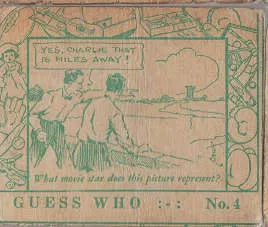 YES, CHARLIE THAT
IS MILES AWAY!
What movie star does this picture represent?
GUESS WHO :-: No. 4